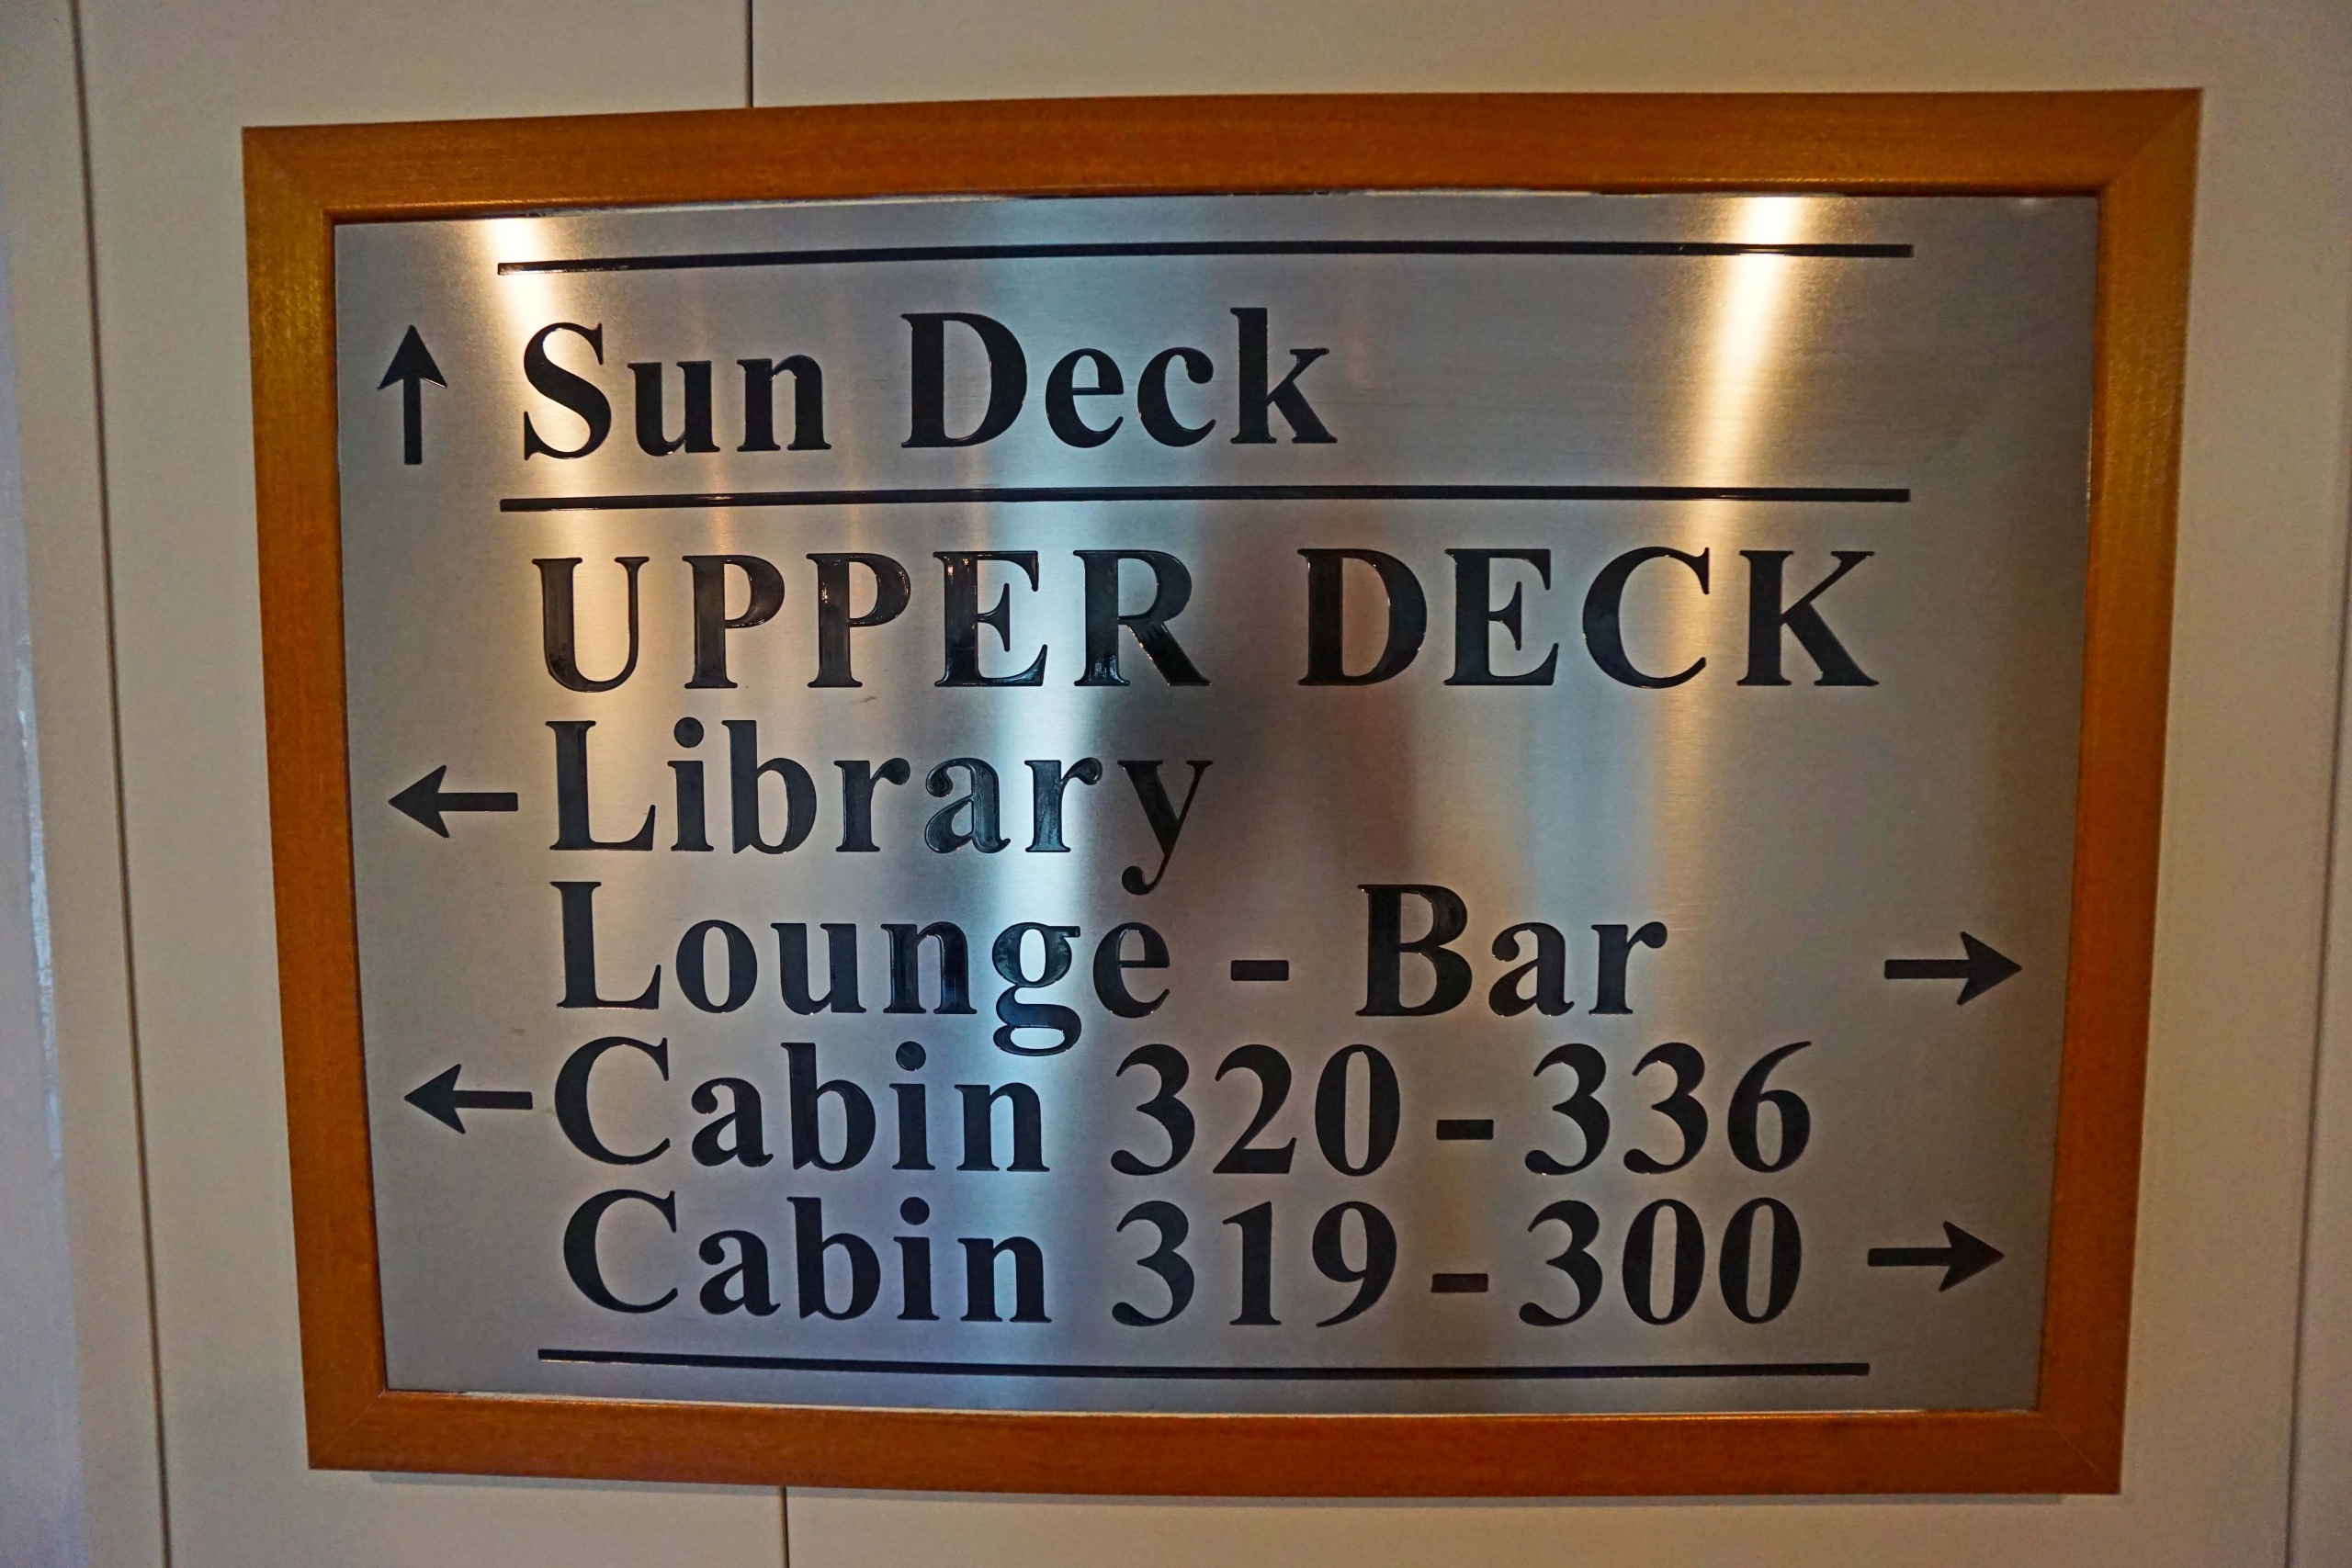 ↑ Sun Deck
UPPER DECK
← Library
Lounge - Bar →
← Cabin 320 - 336
Cabin 319 - 300 →